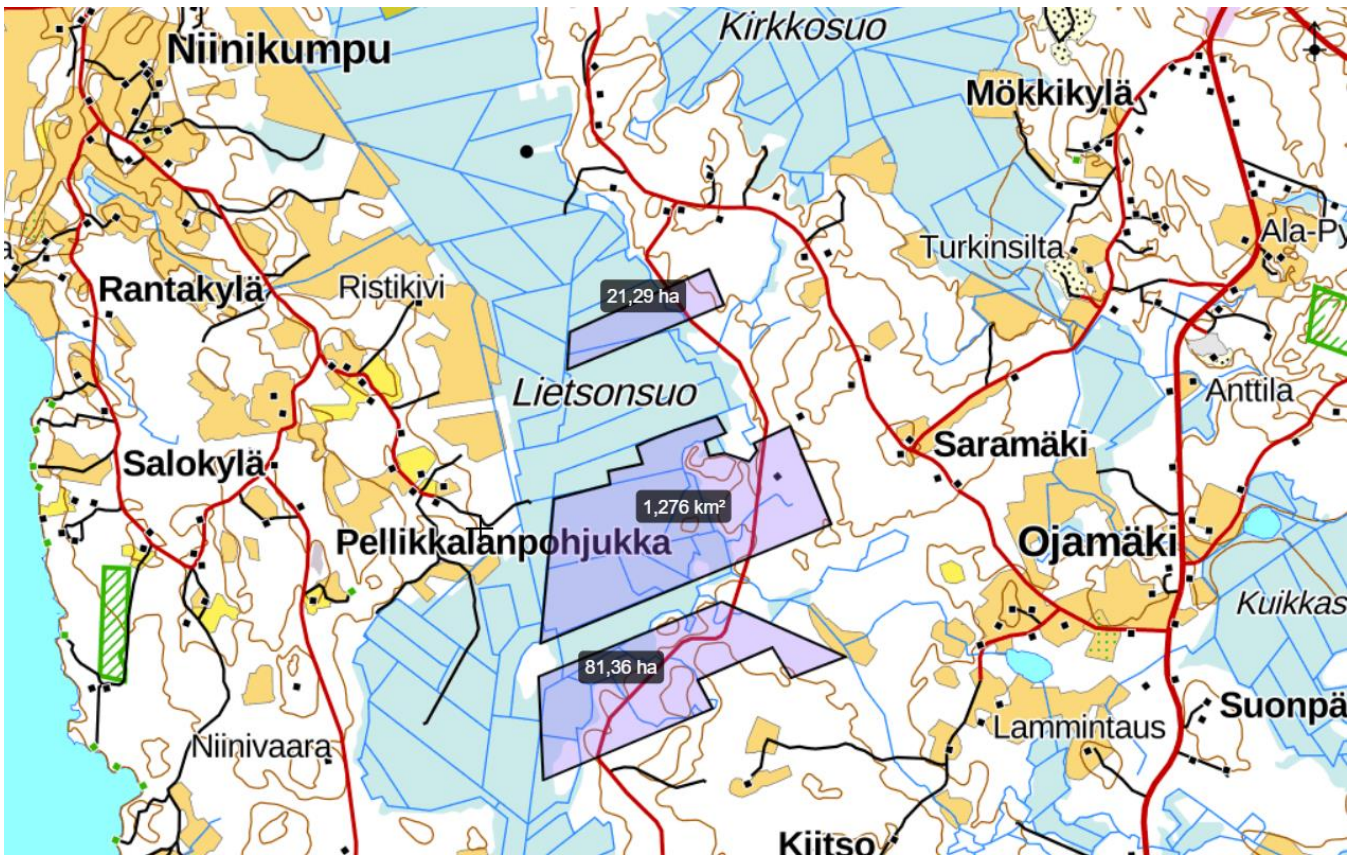 Kirkkosuo
Niinikumpu
Mökkikylä
Turkinsilta
Ala-Py
Rantakylä
Ristikivi
21,29 ha
Lietsonsuo
Anttila
Saramäki
Salokylä
1,276 km²
Pellikkalanpohjukka
Ojamäki
Kuikkas
81,36 ha
Niinivaara
Lammintaus
Suonpä
Kiitso